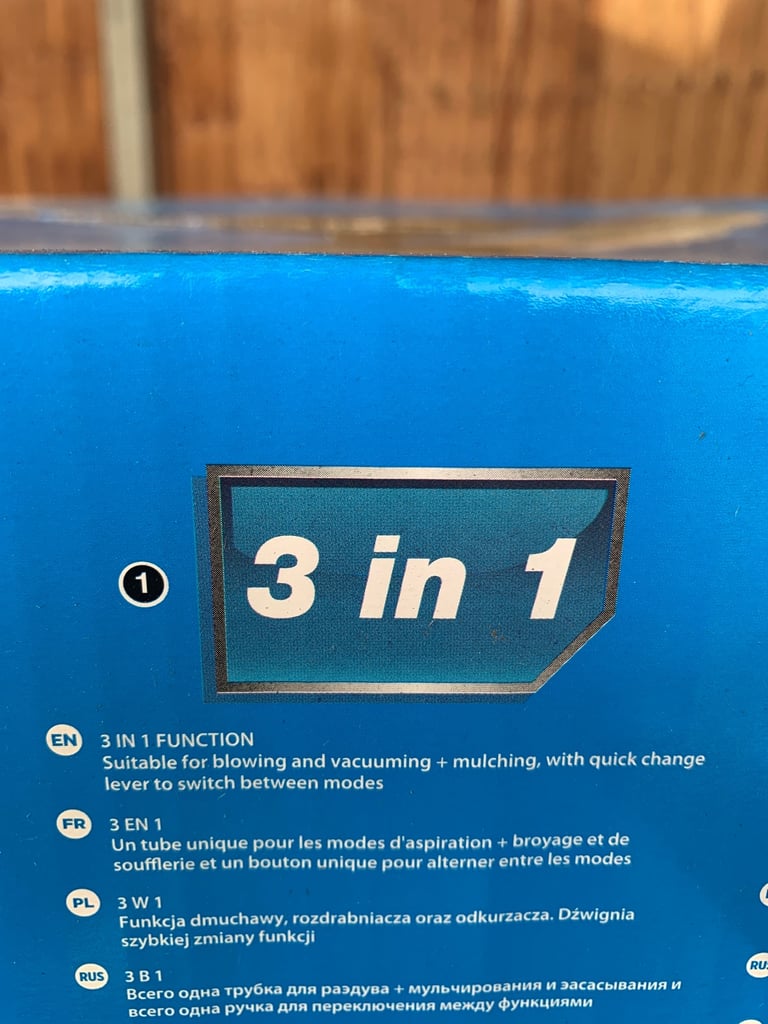 1
3 in 1
EN
3 IN 1 FUNCTION
Suitable for blowing and vacuuming + mulching, with quick change
lever to switch between modes
FR
3 EN 1
Un tube unique pour les modes d'aspiration + broyage et de
soufflerie et un bouton unique pour alterner entre les modes
PL
3 W 1
Funkcja dmuchawy, rozdrabniacza oraz odkurzacza. Dźwignia
szybkiej zmiany funkcji
RUS
3 В 1
Всего одна трубка для раздува + мульчирования и эасасывания и
всего одна ручка для переключения между функциями